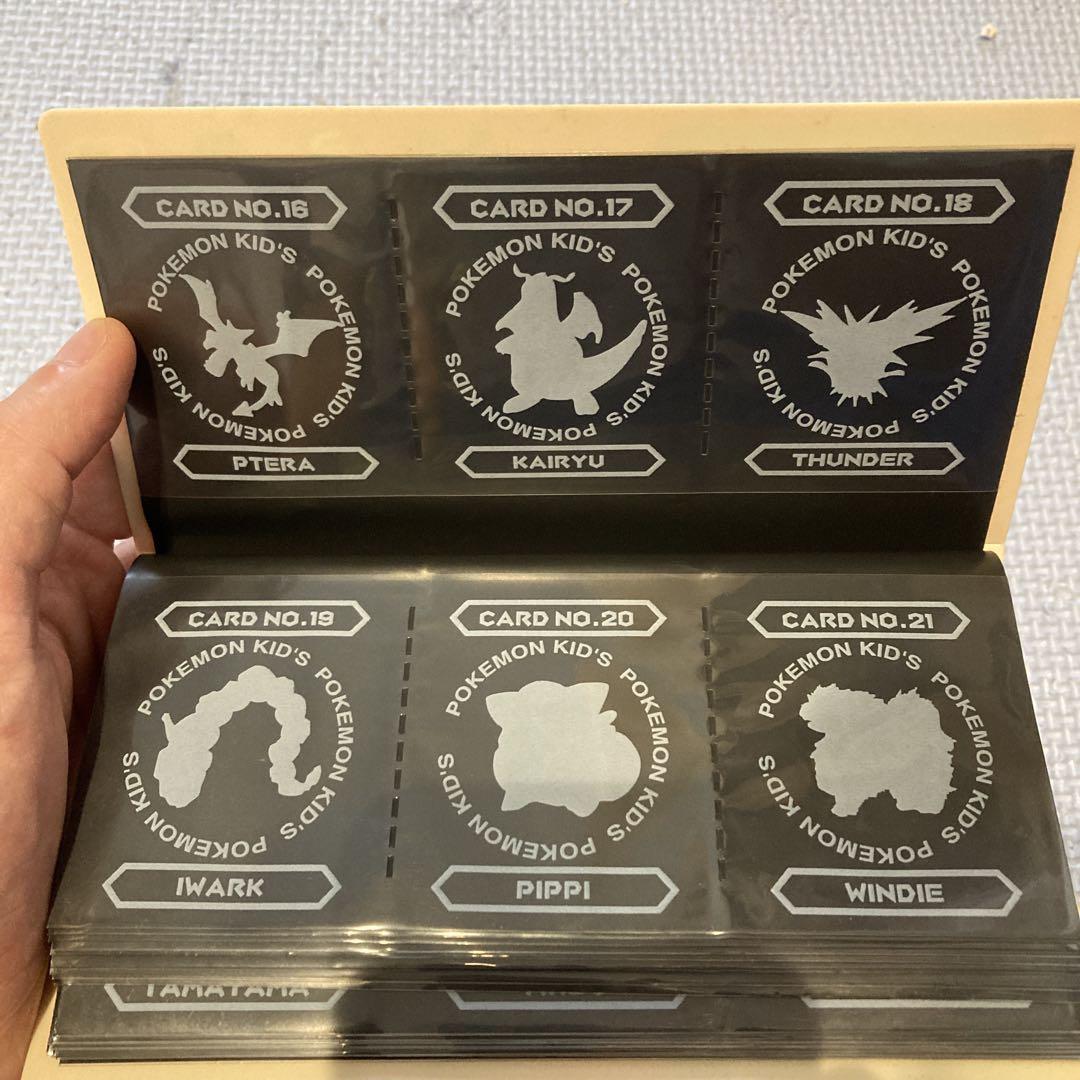 CARD NO.16
POKEMON KID'S POKEMON KID'S POKEMON KID'S
PTERA
CARD NO.17
POKEMON KID'S POKEMON KID'S POKEMON KID'S
KAIRYU
CARD NO.18
POKEMON KID'S POKEMON KID'S POKEMON KID'S
THUNDER
CARD NO.19
POKEMON KID'S POKEMON KID'S POKEMON KID'S
IWARK
CARD NO.20
POKEMON KID'S POKEMON KID'S POKEMON KID'S
PIPPI
CARD NO.21
POKEMON KID'S POKEMON KID'S POKEMON KID'S
WINDIE
TAMATAMA